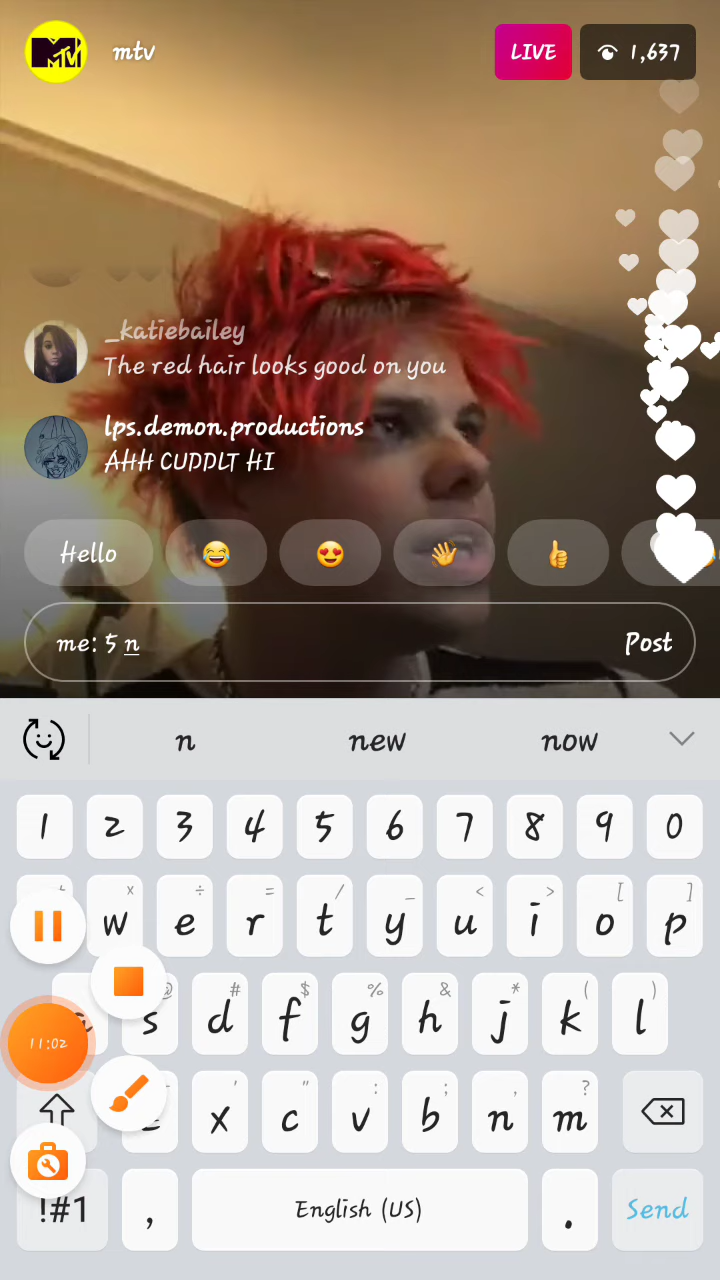 mtv
LIVE
1,637
_katiebailey
The red hair looks good on you
lps.demon.productions
AHH CUDDLT HI
Hello
me: 5 n
Post
n new now
1 2 3 4 5 6 7 8 9 0
x ÷ = / _ < > [ ]
w e r t y u i o p
@ # $ % & * ( )
a s d f g h j k l
- ' " : ; , ?
z x c v b n m
11:02
!#1 , English (US) . Send